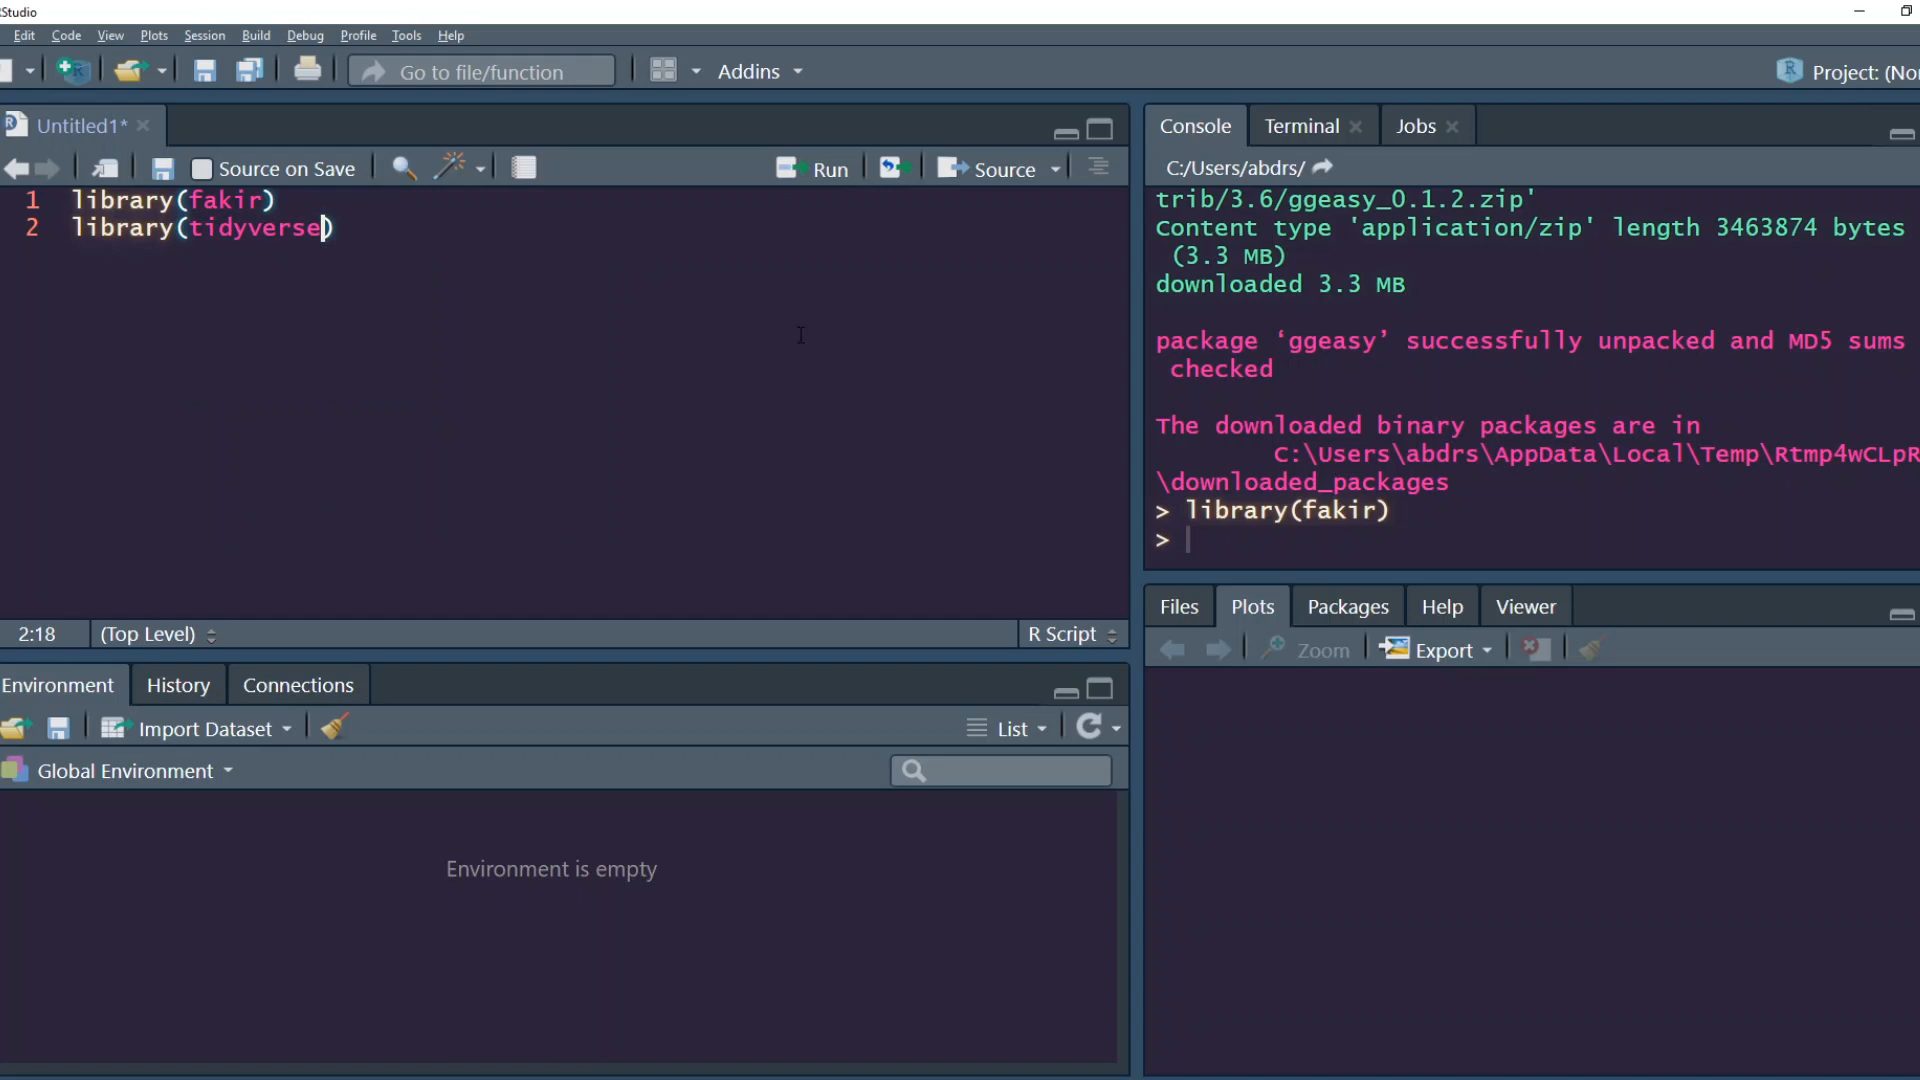 RStudio
Edit Code View Plots Session Build Debug Profile Tools Help
Go to file/function Addins Project: (Nor
Untitled1*
Source on Save Run Source
1 library(fakir)
2 library(tidyverse)
2:18 (Top Level) R Script
Environment History Connections
Import Dataset List
Global Environment
Environment is empty
Console Terminal Jobs
C:/Users/abdrs/
trib/3.6/ggeasy_0.1.2.zip'
Content type 'application/zip' length 3463874 bytes
(3.3 MB)
downloaded 3.3 MB
package ‘ggeasy’ successfully unpacked and MD5 sums
checked
The downloaded binary packages are in
C:\Users\abdrs\AppData\Local\Temp\Rtmp4wCLpR
\downloaded_packages
> library(fakir)
>
Files Plots Packages Help Viewer
Zoom Export